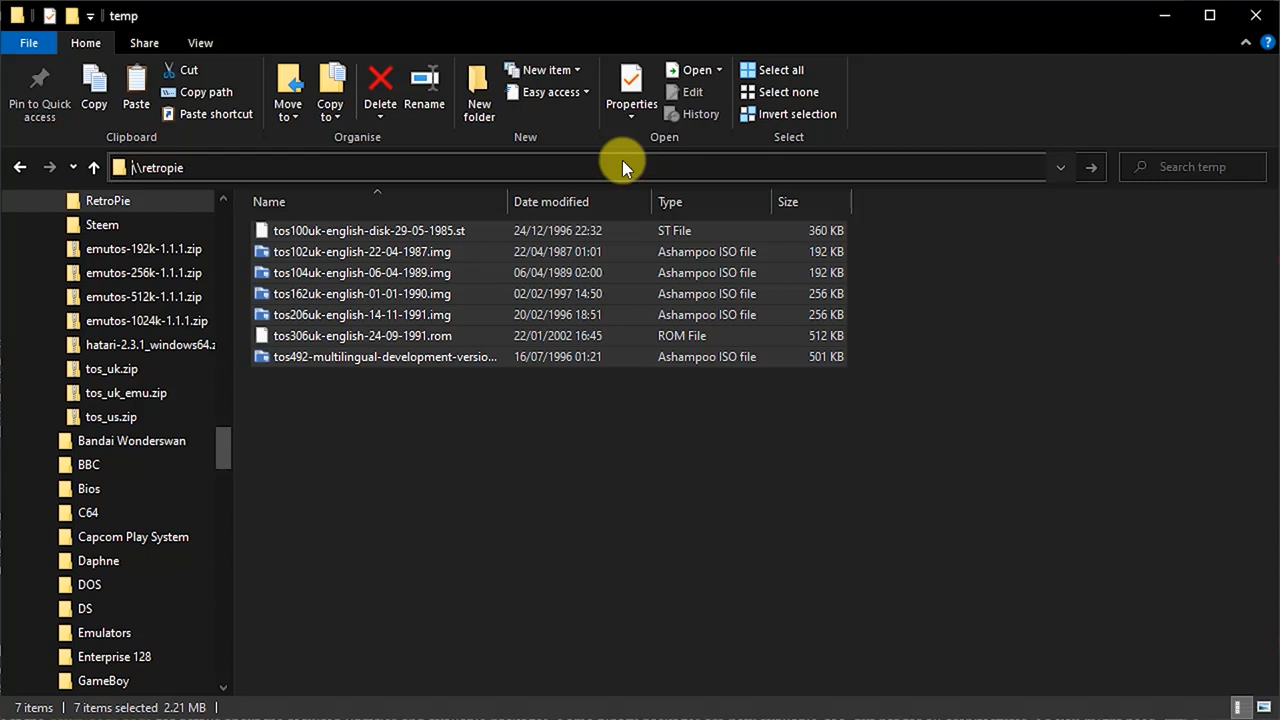 temp
File Home Share View
Pin to Quick access
Copy
Paste
Cut
Copy path
Paste shortcut
Clipboard
Move to
Copy to
Delete
Rename
Organise
New folder
New item
Easy access
New
Properties
Open
Edit
History
Open
Select all
Select none
Invert selection
Select
\\retropie
Search temp
RetroPie
Steem
emutos-192k-1.1.1.zip
emutos-256k-1.1.1.zip
emutos-512k-1.1.1.zip
emutos-1024k-1.1.1.zip
hatari-2.3.1_windows64.z
tos_uk.zip
tos_uk_emu.zip
tos_us.zip
Bandai Wonderswan
BBC
Bios
C64
Capcom Play System
Daphne
DOS
DS
Emulators
Enterprise 128
GameBoy
Name Date modified Type Size
tos100uk-english-disk-29-05-1985.st 24/12/1996 22:32 ST File 360 KB
tos102uk-english-22-04-1987.img 22/04/1987 01:01 Ashampoo ISO file 192 KB
tos104uk-english-06-04-1989.img 06/04/1989 02:00 Ashampoo ISO file 192 KB
tos162uk-english-01-01-1990.img 02/02/1997 14:50 Ashampoo ISO file 256 KB
tos206uk-english-14-11-1991.img 20/02/1996 18:51 Ashampoo ISO file 256 KB
tos306uk-english-24-09-1991.rom 22/01/2002 16:45 ROM File 512 KB
tos492-multilingual-development-versio... 16/07/1996 01:21 Ashampoo ISO file 501 KB
7 items 7 items selected 2.21 MB